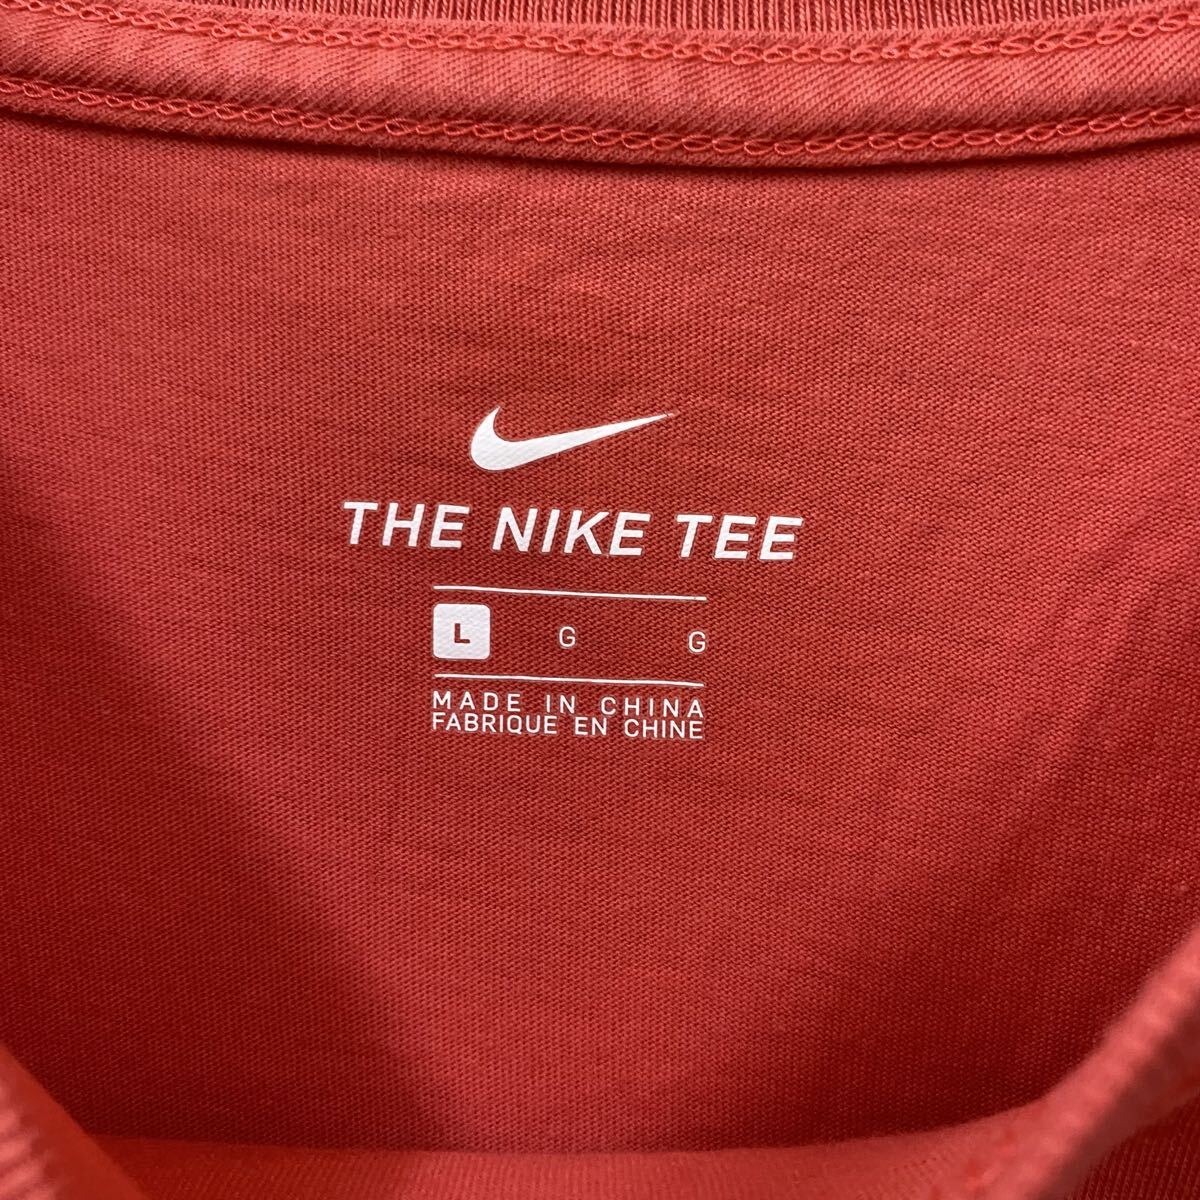 THE NIKE TEE
L G G
MADE IN CHINA
FABRIQUE EN CHINE